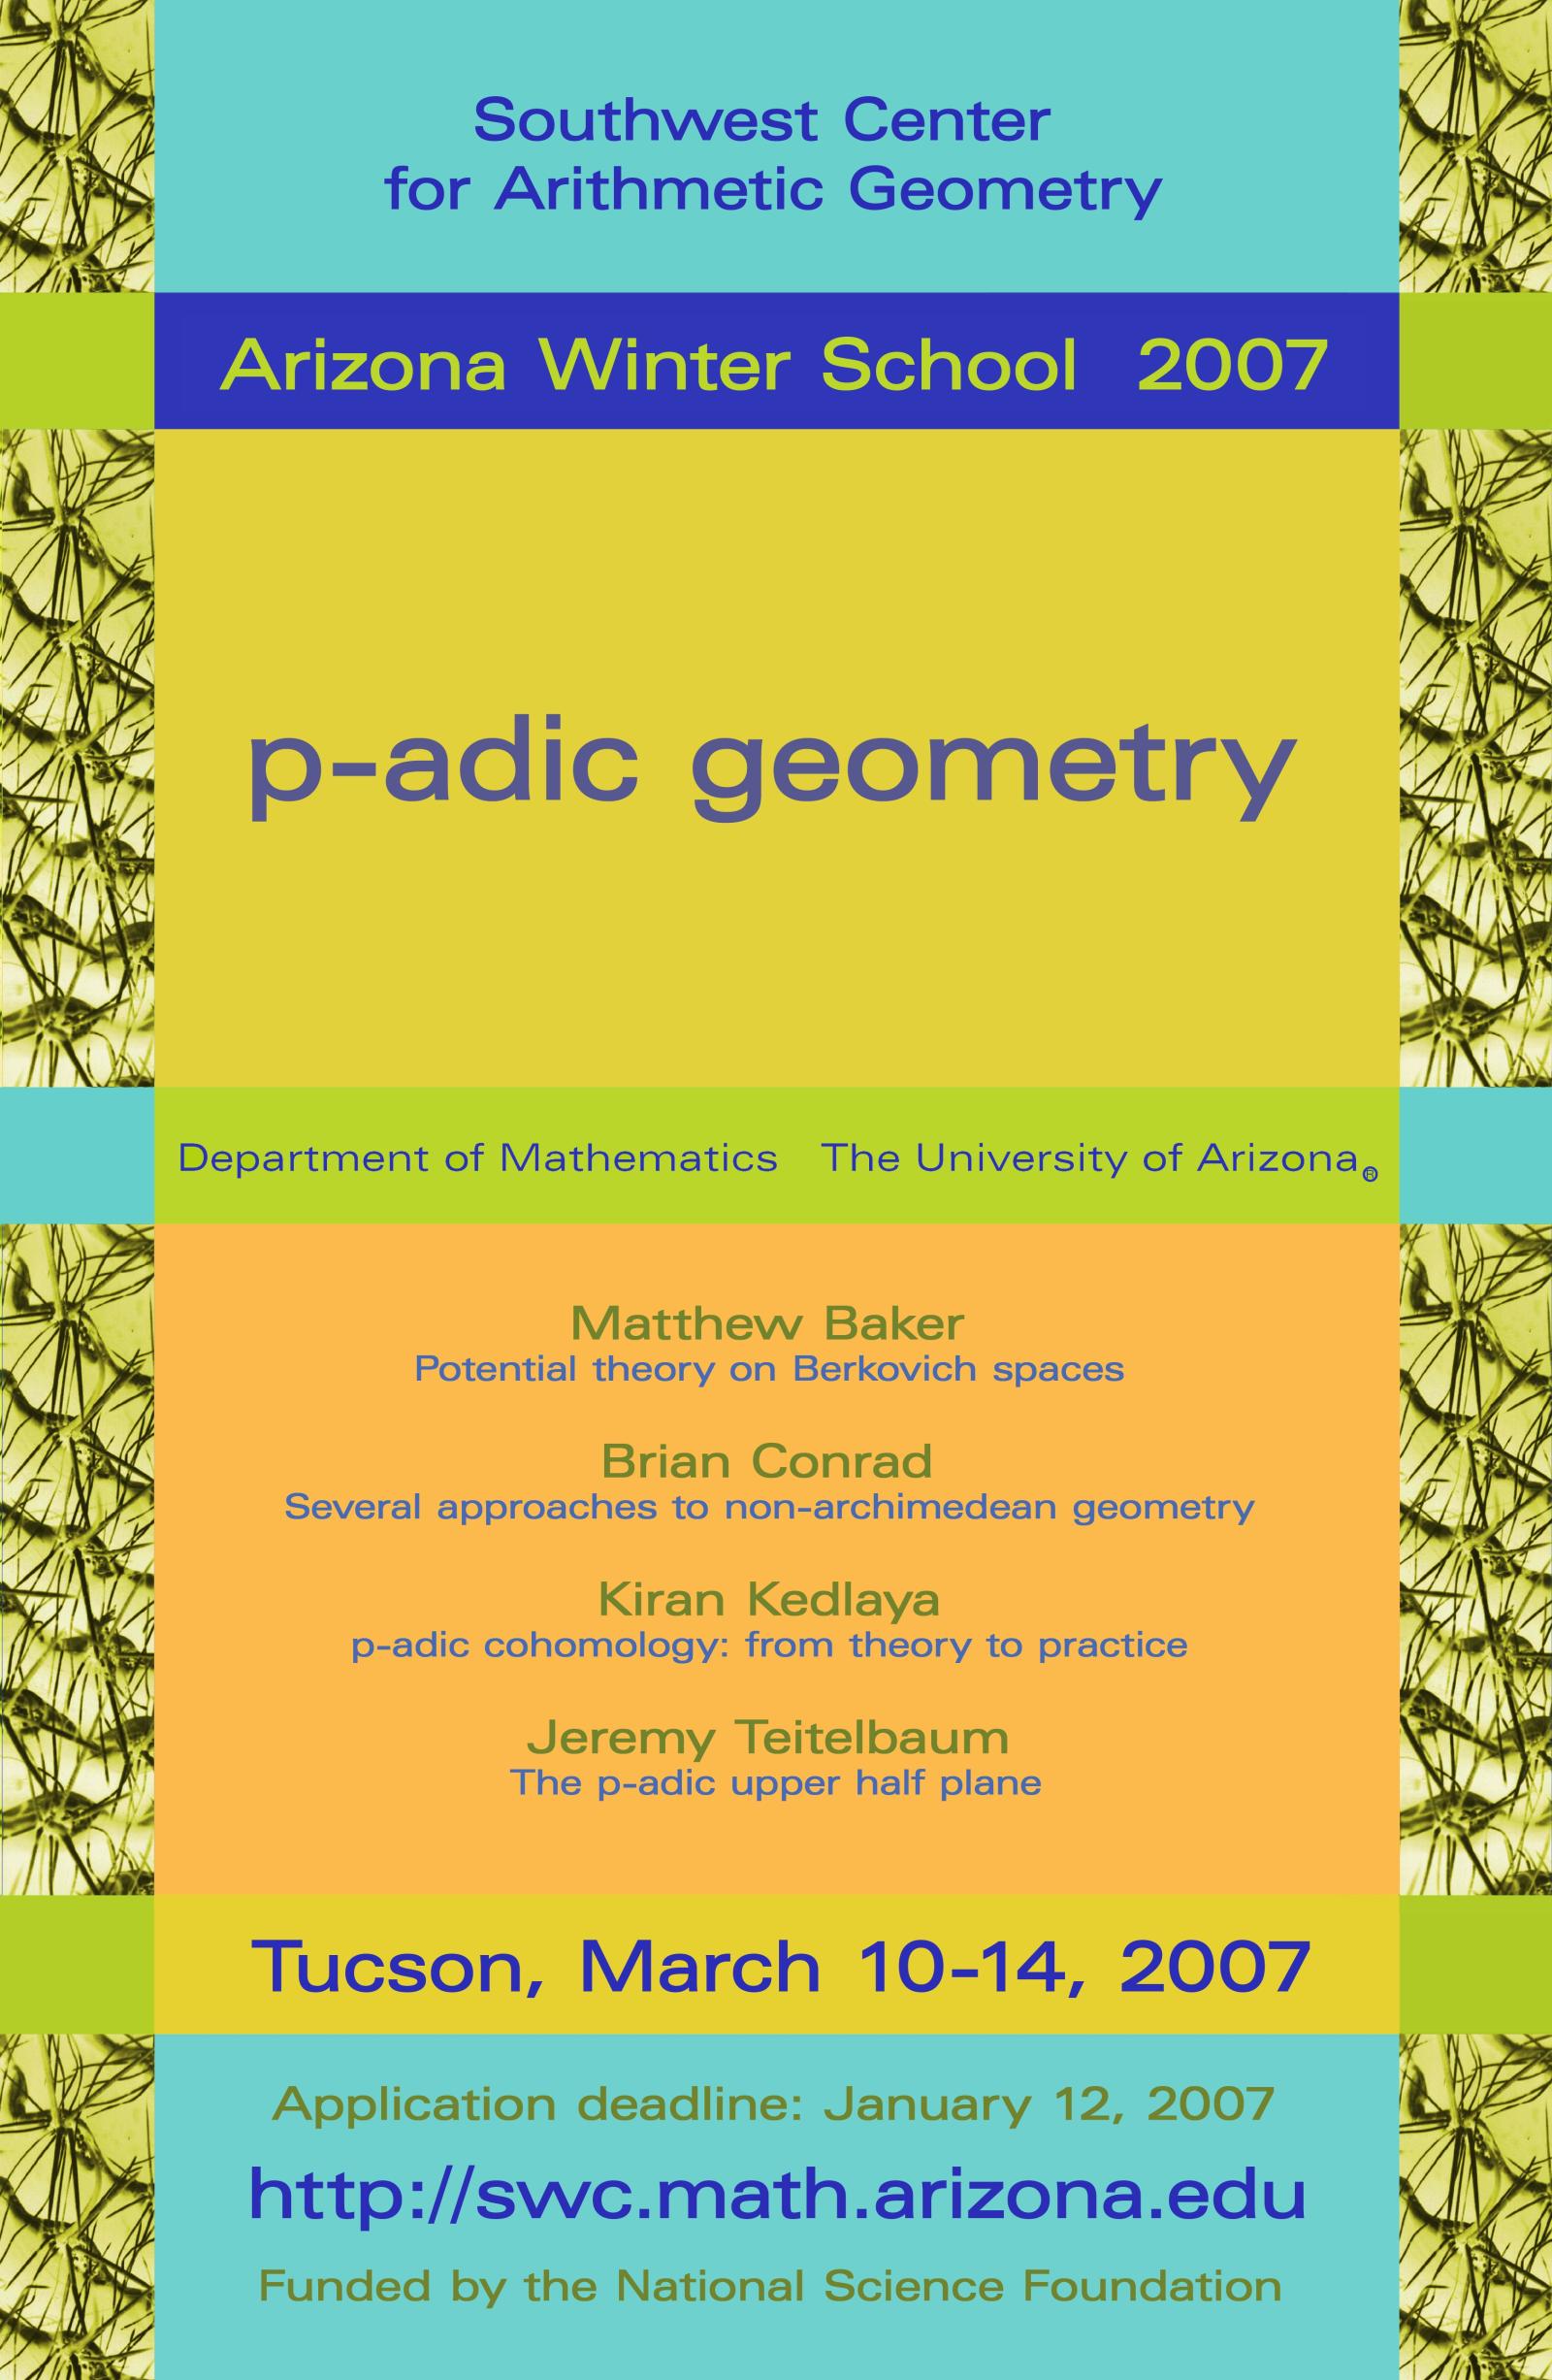 Southwest Center
for Arithmetic Geometry
Arizona Winter School 2007
p-adic geometry
Department of Mathematics The University of Arizona®
Matthew Baker
Potential theory on Berkovich spaces
Brian Conrad
Several approaches to non-archimedean geometry
Kiran Kedlaya
p-adic cohomology: from theory to practice
Jeremy Teitelbaum
The p-adic upper half plane
Tucson, March 10-14, 2007
Application deadline: January 12, 2007
http://swc.math.arizona.edu
Funded by the National Science Foundation